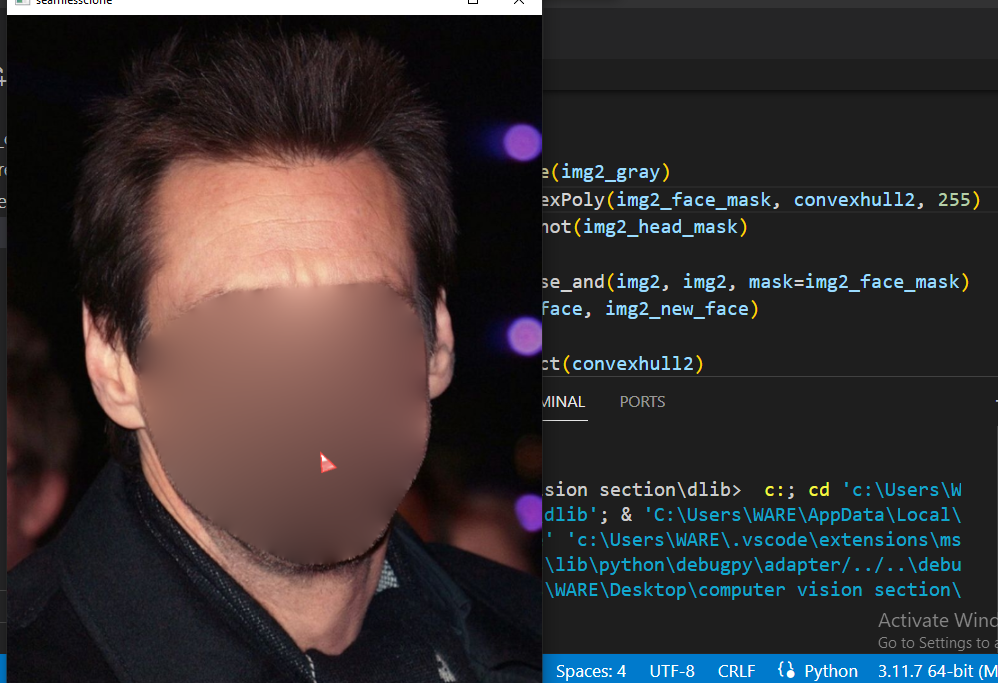 seamlessclone
e(img2_gray)
exPoly(img2_face_mask, convexhull2, 255)
not(img2_head_mask)
se_and(img2, img2, mask=img2_face_mask)
face, img2_new_face)
ct(convexhull2)
MINAL PORTS
sion section\dlib> c:; cd 'c:\Users\W
dlib'; & 'C:\Users\WARE\AppData\Local\
' 'c:\Users\WARE\.vscode\extensions\ms
\lib\python\debugpy\adapter/../..\debu
\WARE\Desktop\computer vision section\
Activate Wind
Go to Settings to a
Spaces: 4 UTF-8 CRLF Python 3.11.7 64-bit (M